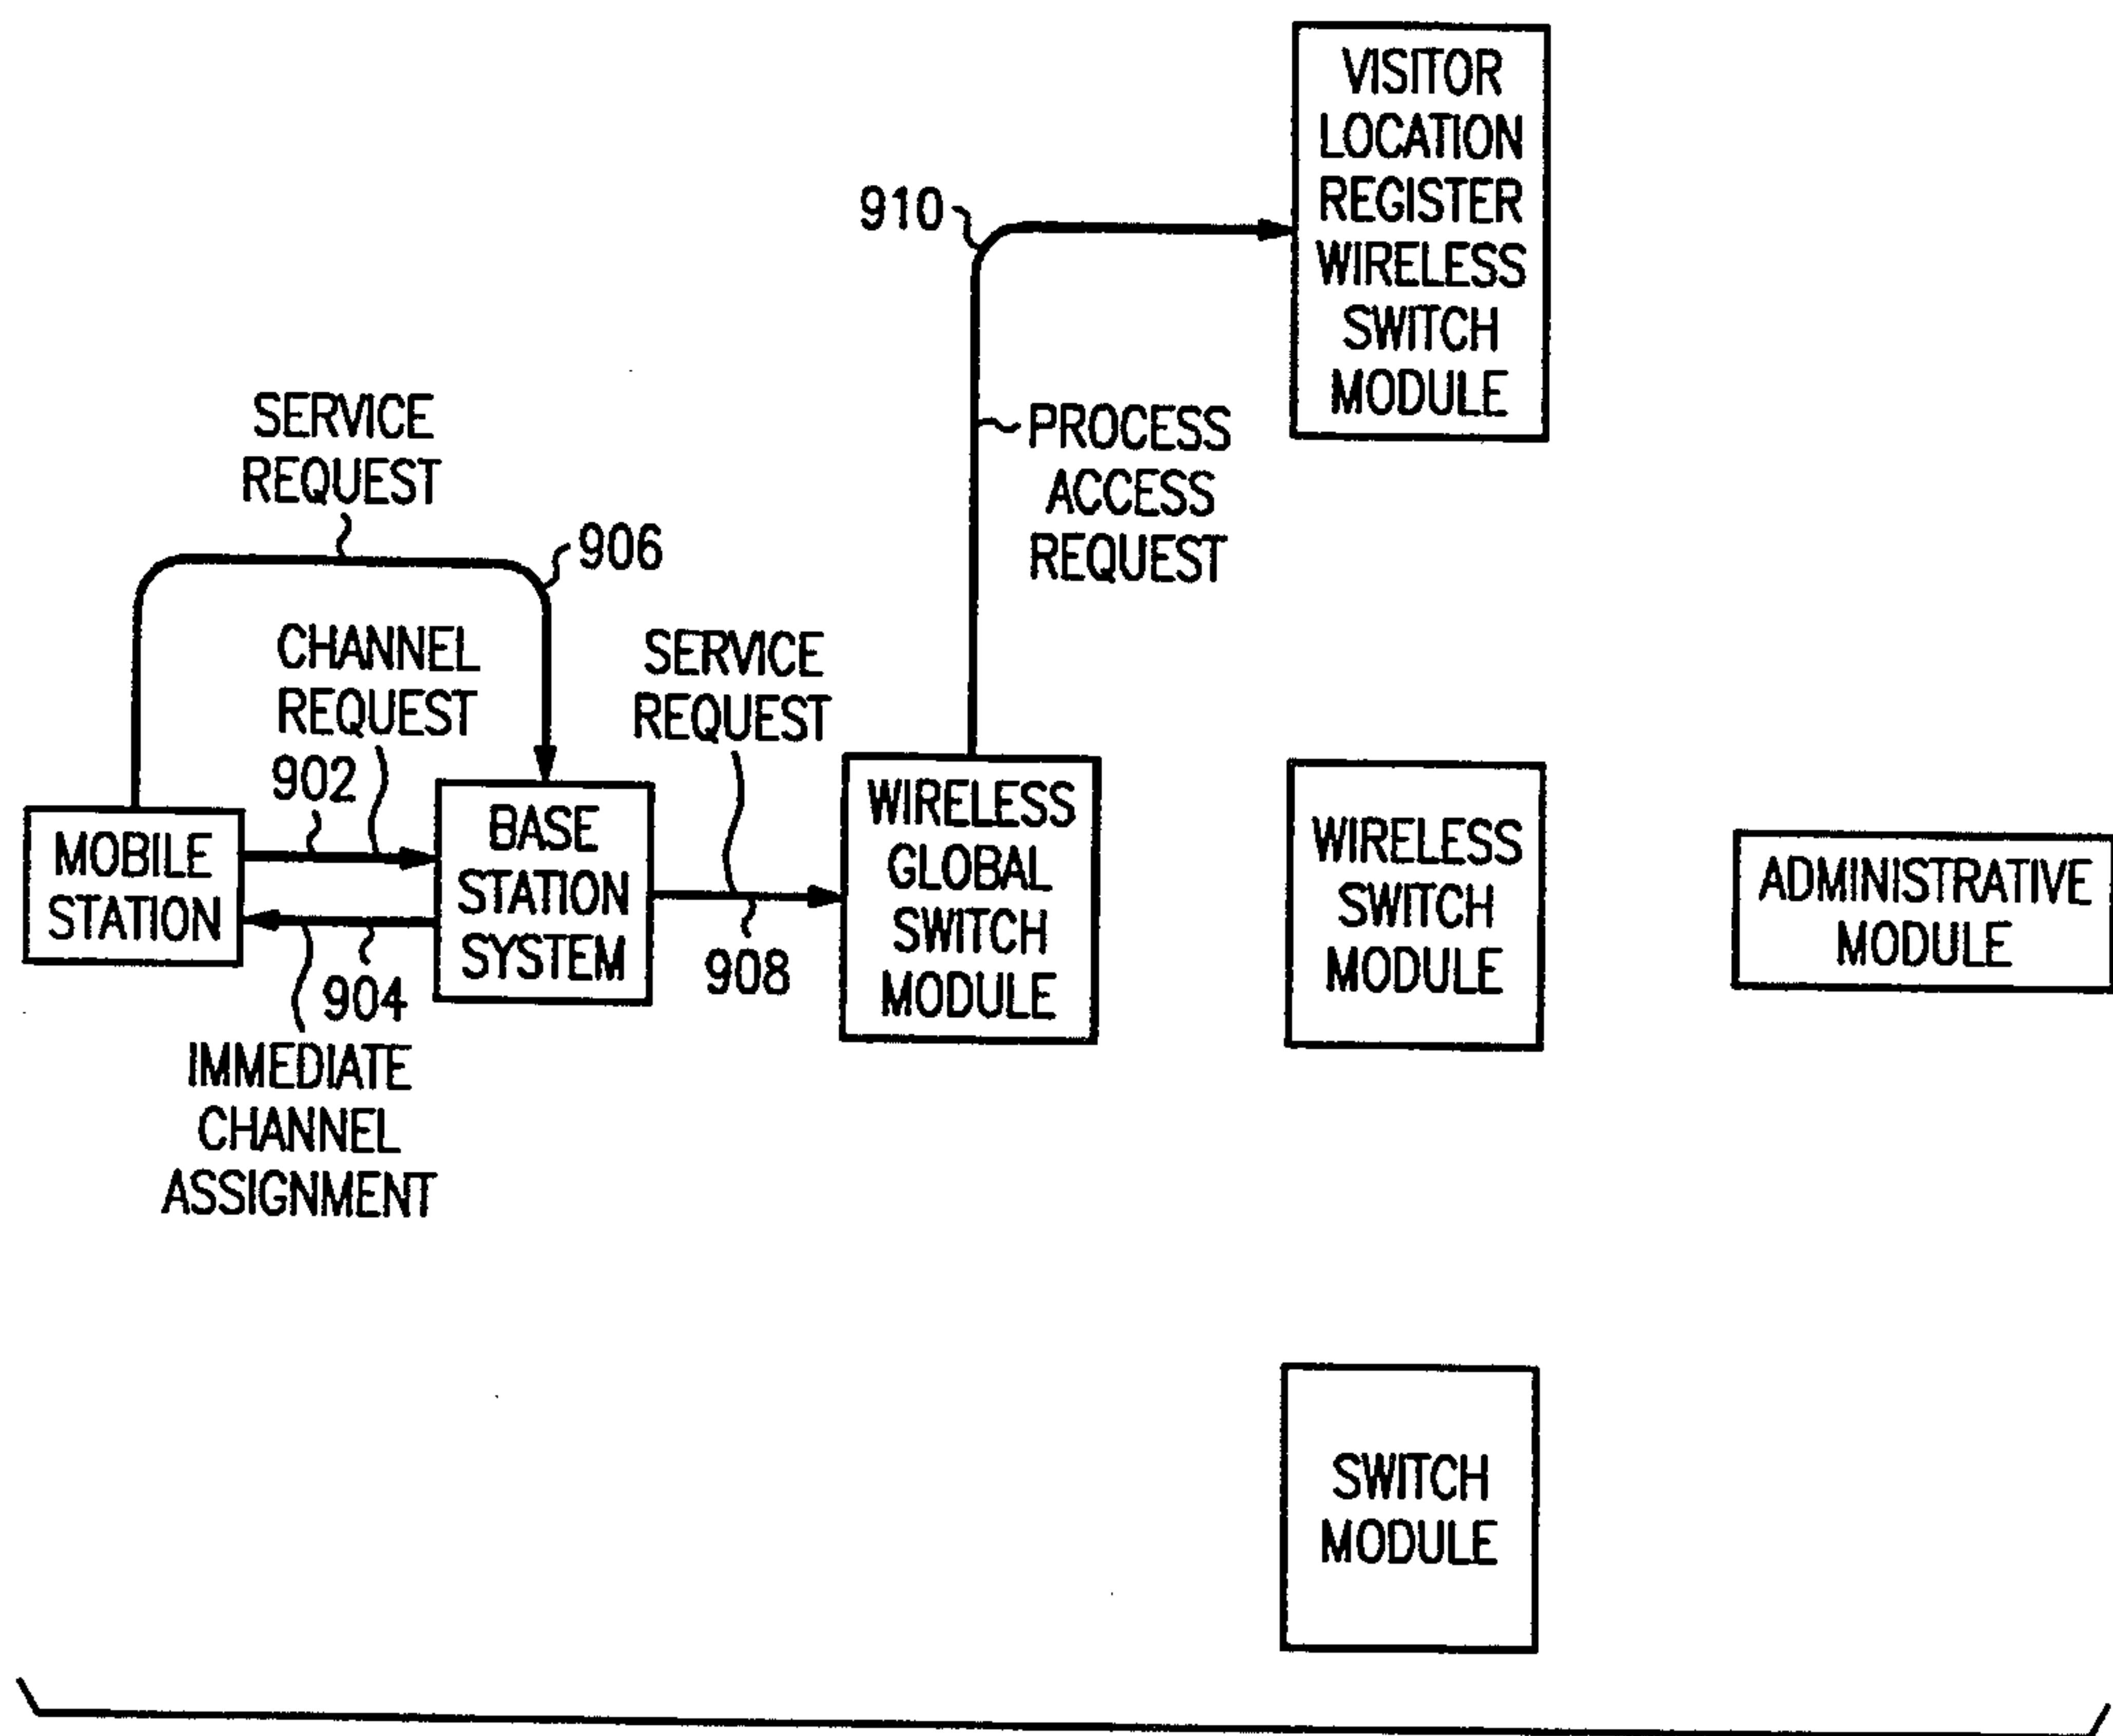 VISITOR
LOCATION
REGISTER
WIRELESS
SWITCH
MODULE
910
PROCESS
ACCESS
REQUEST
SERVICE
REQUEST
906
CHANNEL
REQUEST
902
SERVICE
REQUEST
MOBILE
STATION
BASE
STATION
SYSTEM
904
IMMEDIATE
CHANNEL
ASSIGNMENT
908
WIRELESS
GLOBAL
SWITCH
MODULE
WIRELESS
SWITCH
MODULE
ADMINISTRATIVE
MODULE
SWITCH
MODULE